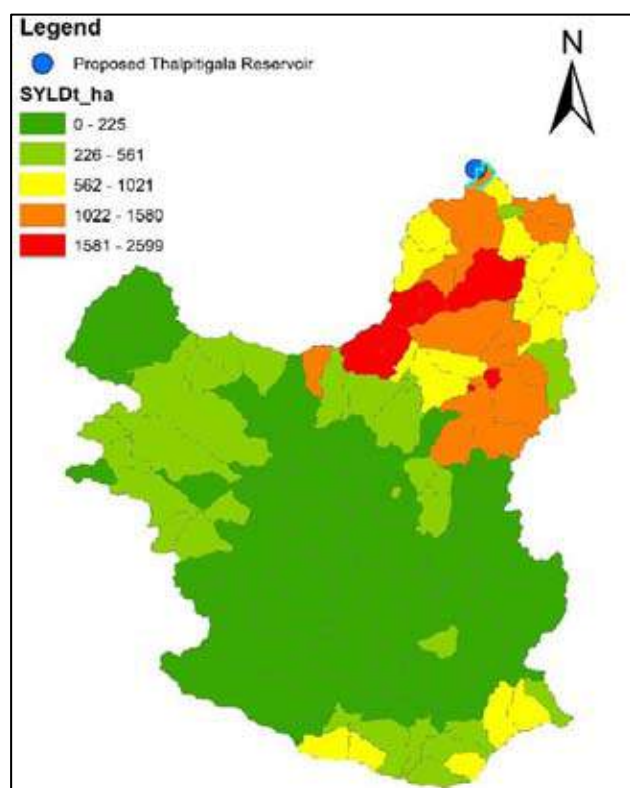 Legend
Proposed Thalpitigala Reservoir
SYLDt_ha
0 - 225
226 - 561
562 - 1021
1022 - 1580
1581 - 2599
N